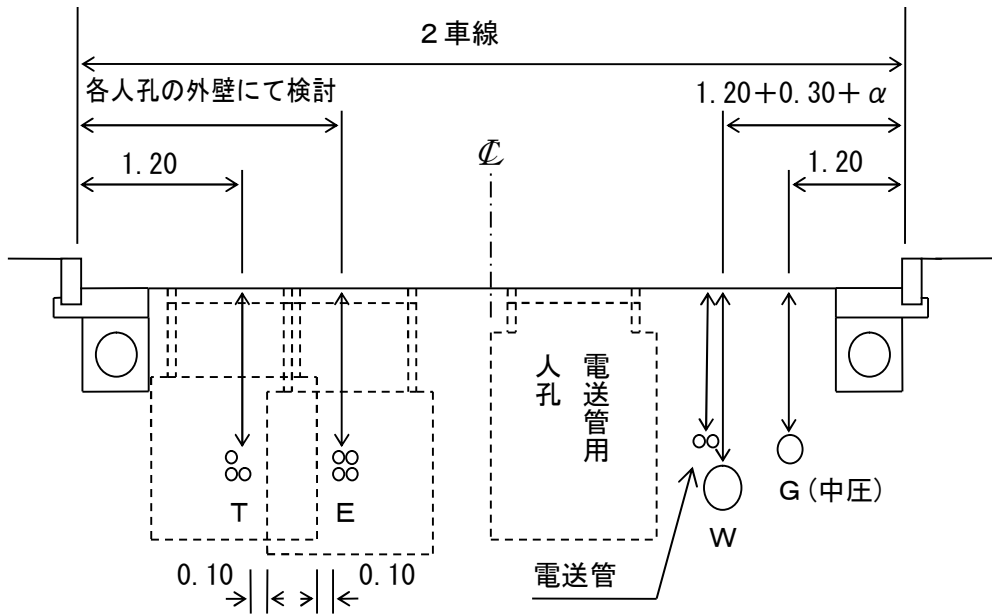 2車線
各人孔の外壁にて検討
1.20+0.30+α
1.20
℄
1.20
人孔
電送管用
T
E
W
G(中圧)
0.10
0.10
電送管